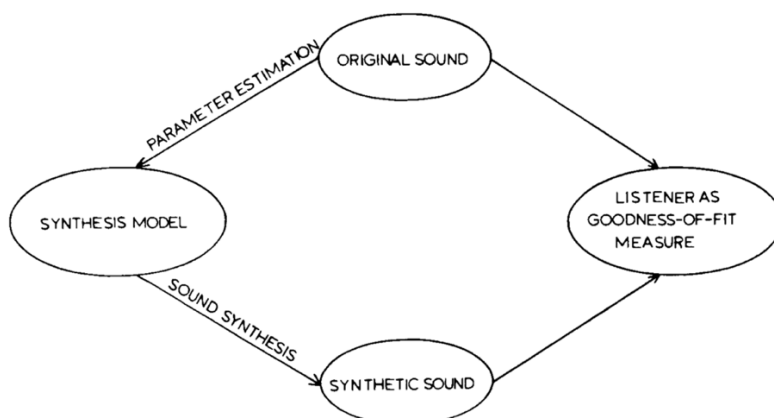 ORIGINAL SOUND
PARAMETER ESTIMATION
SYNTHESIS MODEL
LISTENER AS
GOODNESS-OF-FIT
MEASURE
SOUND SYNTHESIS
SYNTHETIC SOUND